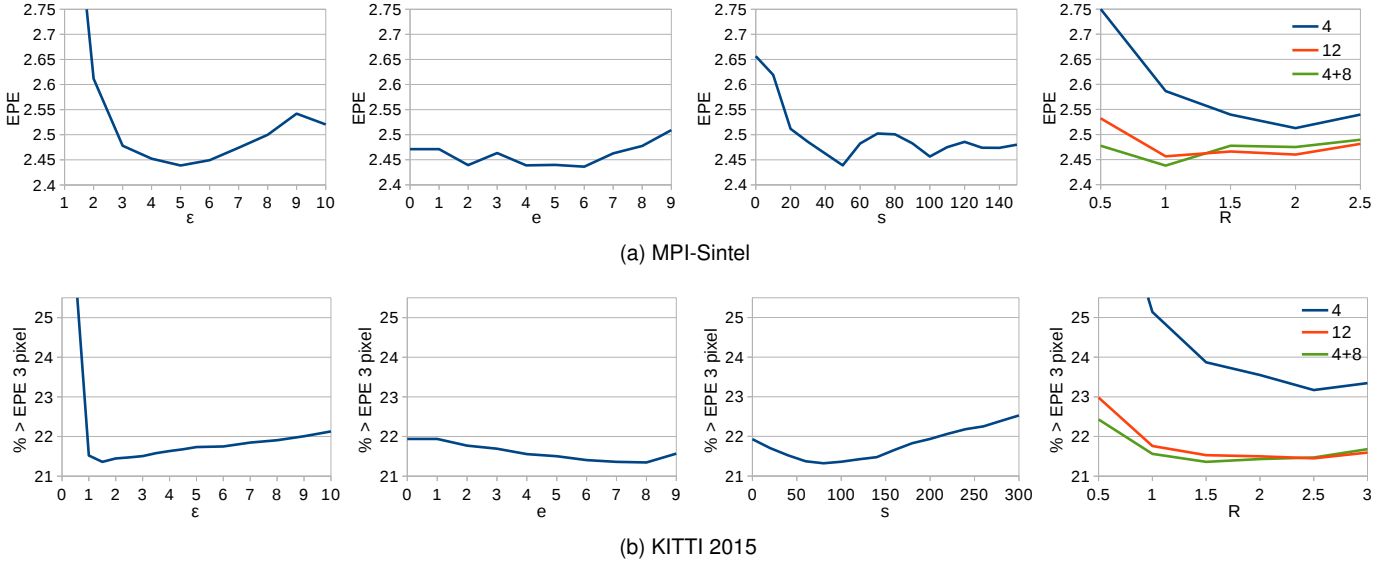 2.75
2.7
2.65
2.6
2.55
2.5
2.45
2.4
EPE
1 2 3 4 5 6 7 8 9 10
ε
2.75
2.7
2.65
2.6
2.55
2.5
2.45
2.4
EPE
0 1 2 3 4 5 6 7 8 9
e
2.75
2.7
2.65
2.6
2.55
2.5
2.45
2.4
EPE
0 20 40 60 80 100 120 140
s
2.75
2.7
2.65
2.6
2.55
2.5
2.45
2.4
EPE
4
12
4+8
0.5 1 1.5 2 2.5
R
(a) MPI-Sintel
25
24
23
22
21
% > EPE 3 pixel
0 1 2 3 4 5 6 7 8 9 10
ε
25
24
23
22
21
% > EPE 3 pixel
0 1 2 3 4 5 6 7 8 9
e
25
24
23
22
21
% > EPE 3 pixel
0 50 100 150 200 250 300
s
25
24
23
22
21
% > EPE 3 pixel
4
12
4+8
0.5 1 1.5 2 2.5 3
R
(b) KITTI 2015